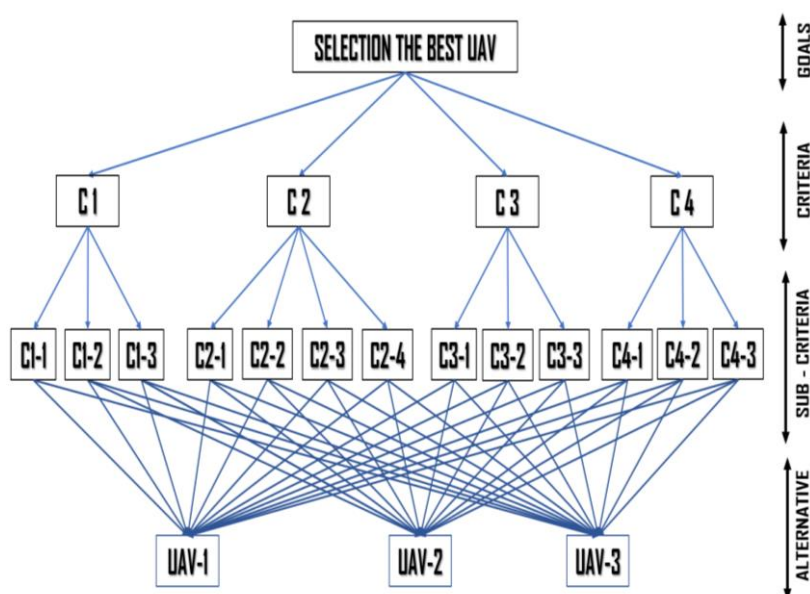 SELECTION THE BEST UAV
GOALS
C 1
C 2
C 3
C 4
CRITERIA
C1-1
C1-2
C1-3
C2-1
C2-2
C2-3
C2-4
C3-1
C3-2
C3-3
C4-1
C4-2
C4-3
SUB - CRITERIA
UAV-1
UAV-2
UAV-3
ALTERNATIVE